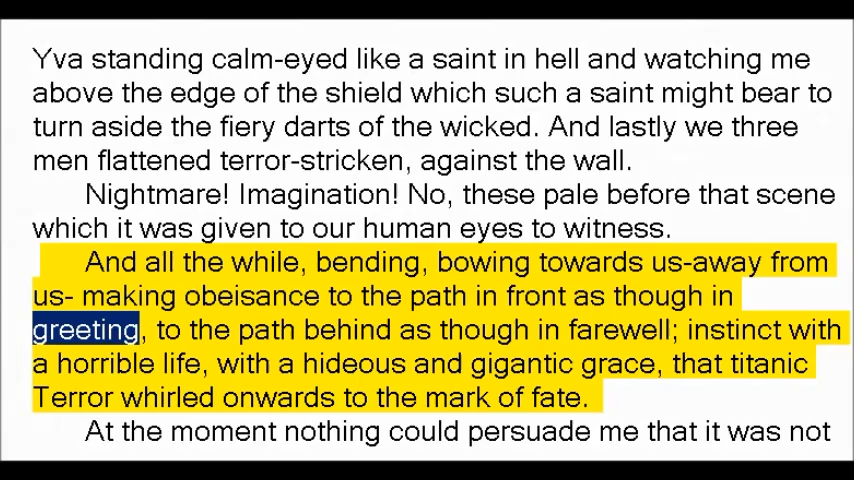 Yva standing calm-eyed like a saint in hell and watching me
above the edge of the shield which such a saint might bear to
turn aside the fiery darts of the wicked. And lastly we three
men flattened terror-stricken, against the wall.
Nightmare! Imagination! No, these pale before that scene
which it was given to our human eyes to witness.
And all the while, bending, bowing towards us-away from
us- making obeisance to the path in front as though in
greeting, to the path behind as though in farewell; instinct with
a horrible life, with a hideous and gigantic grace, that titanic
Terror whirled onwards to the mark of fate.
At the moment nothing could persuade me that it was not